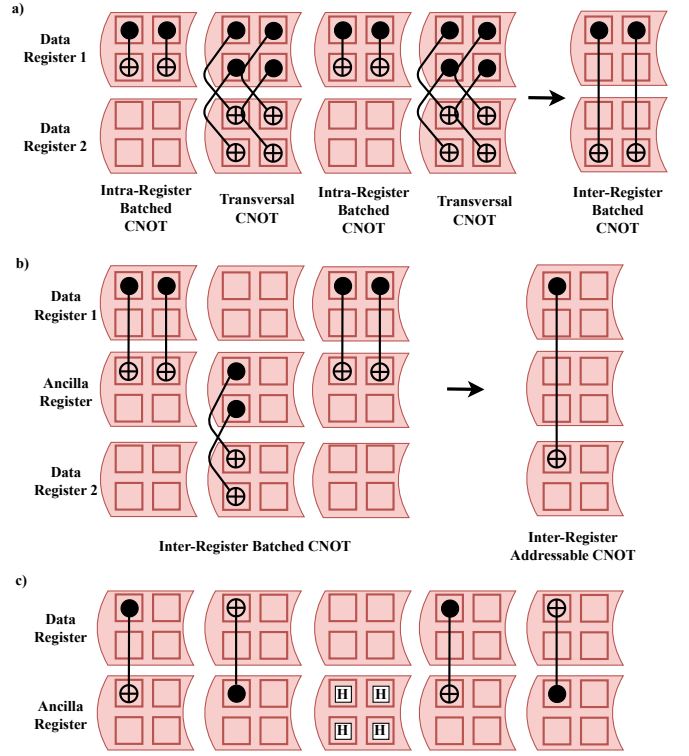 a)
Data
Register 1
Data
Register 2
Intra-Register
Batched
CNOT
Transversal
CNOT
Intra-Register
Batched
CNOT
Transversal
CNOT
Inter-Register
Batched
CNOT
b)
Data
Register 1
Ancilla
Register
Data
Register 2
Inter-Register Batched CNOT
Inter-Register
Addressable CNOT
c)
Data
Register
Ancilla
Register
H H
H H